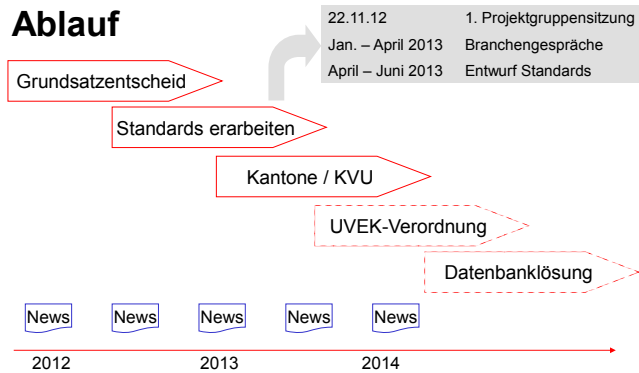 Ablauf
22.11.12 1. Projektgruppensitzung
Jan. – April 2013 Branchengespräche
April – Juni 2013 Entwurf Standards
Grundsatzentscheid
Standards erarbeiten
Kantone / KVU
UVEK-Verordnung
Datenbanklösung
News News News News News
2012 2013 2014